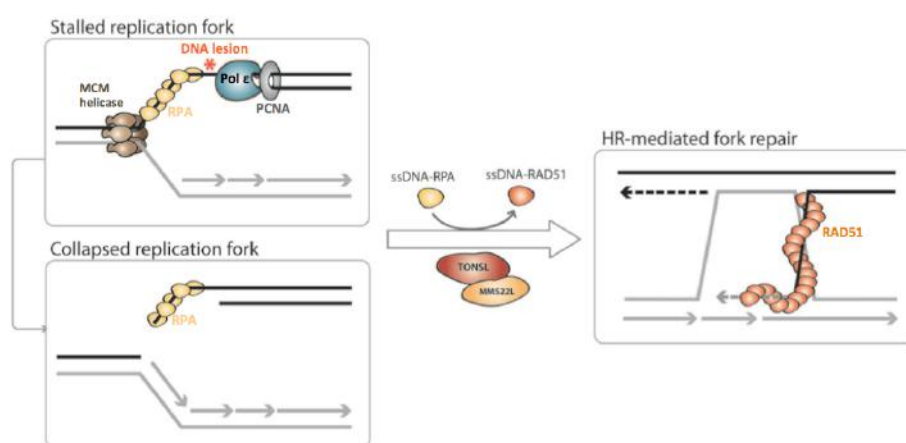 Stalled replication fork
DNA lesion
*
MCM
helicase
RPA
Pol ε
PCNA
Collapsed replication fork
RPA
ssDNA-RPA
ssDNA-RAD51
TONSL
MMS22L
HR-mediated fork repair
RAD51